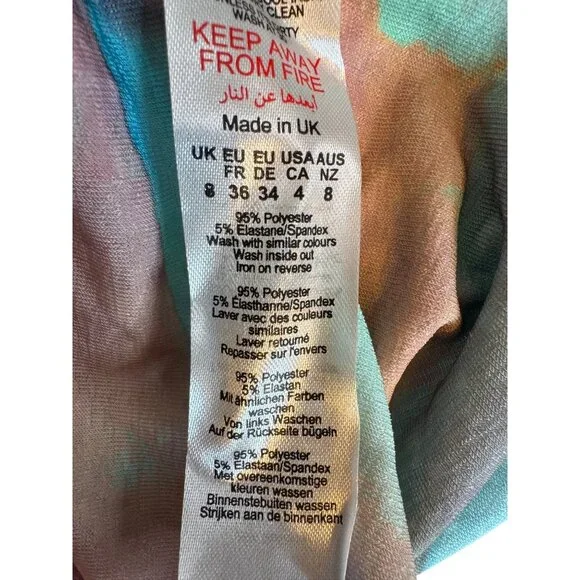 CLEAN
KEEP AWAY
FROM FIRE
أبعدها عن النار
Made in UK
UK EU EU USA AUS
FR DE CA NZ
8 36 34 4 8
95% Polyester
5% Elastane/Spandex
Wash with similar colours
Wash inside out
Iron on reverse
95% Polyester
5% Élasthanne/Spandex
Laver avec des couleurs
similaires
Laver retourné
Repasser sur l'envers
95% Polyester
5% Elastan
Mit ähnlichen Farben
waschen
Von links Waschen
Auf der Rückseite bügeln
95% Polyester
5% Elastaan/Spandex
Met overeenkomstige
kleuren wassen
Binnenstebuiten wassen
Strijken aan de binnenkant